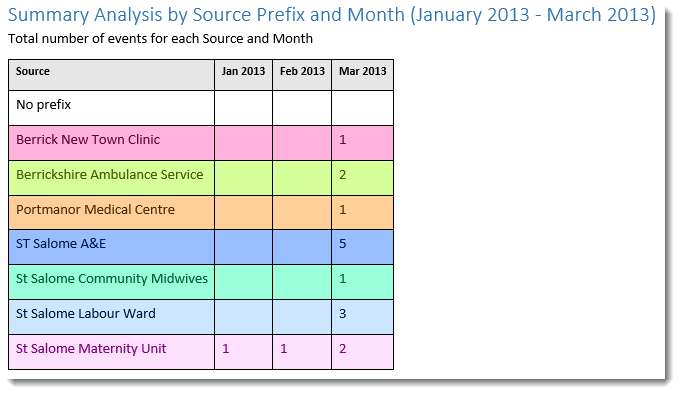 Summary Analysis by Source Prefix and Month (January 2013 - March 2013)
Total number of events for each Source and Month
Source Jan 2013 Feb 2013 Mar 2013
No prefix
Berrick New Town Clinic 1
Berrickshire Ambulance Service 2
Portmanor Medical Centre 1
ST Salome A&E 5
St Salome Community Midwives 1
St Salome Labour Ward 3
St Salome Maternity Unit 1 1 2